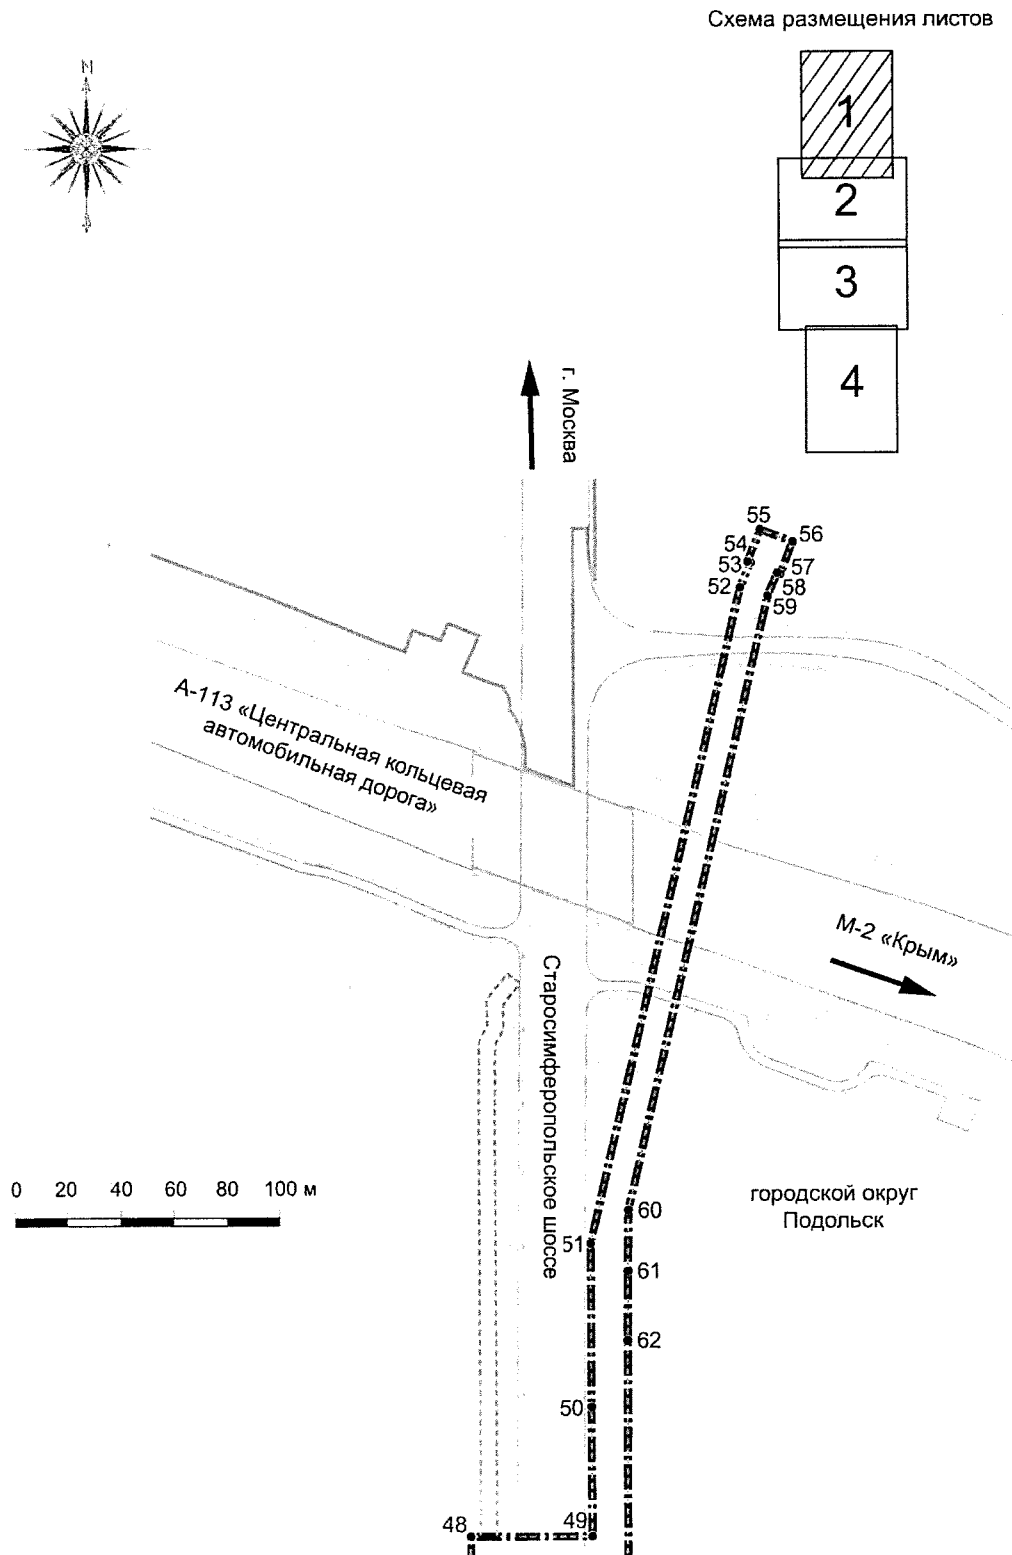 Схема размещения листов
N
1
2
3
4
г. Москва
55
56
54
53
57
52
58
59
А-113 «Центральная кольцевая
автомобильная дорога»
М-2 «Крым»
Старосимферопольское шоссе
0 20 40 60 80 100 м
городской округ
Подольск
60
51
61
62
50
48
49